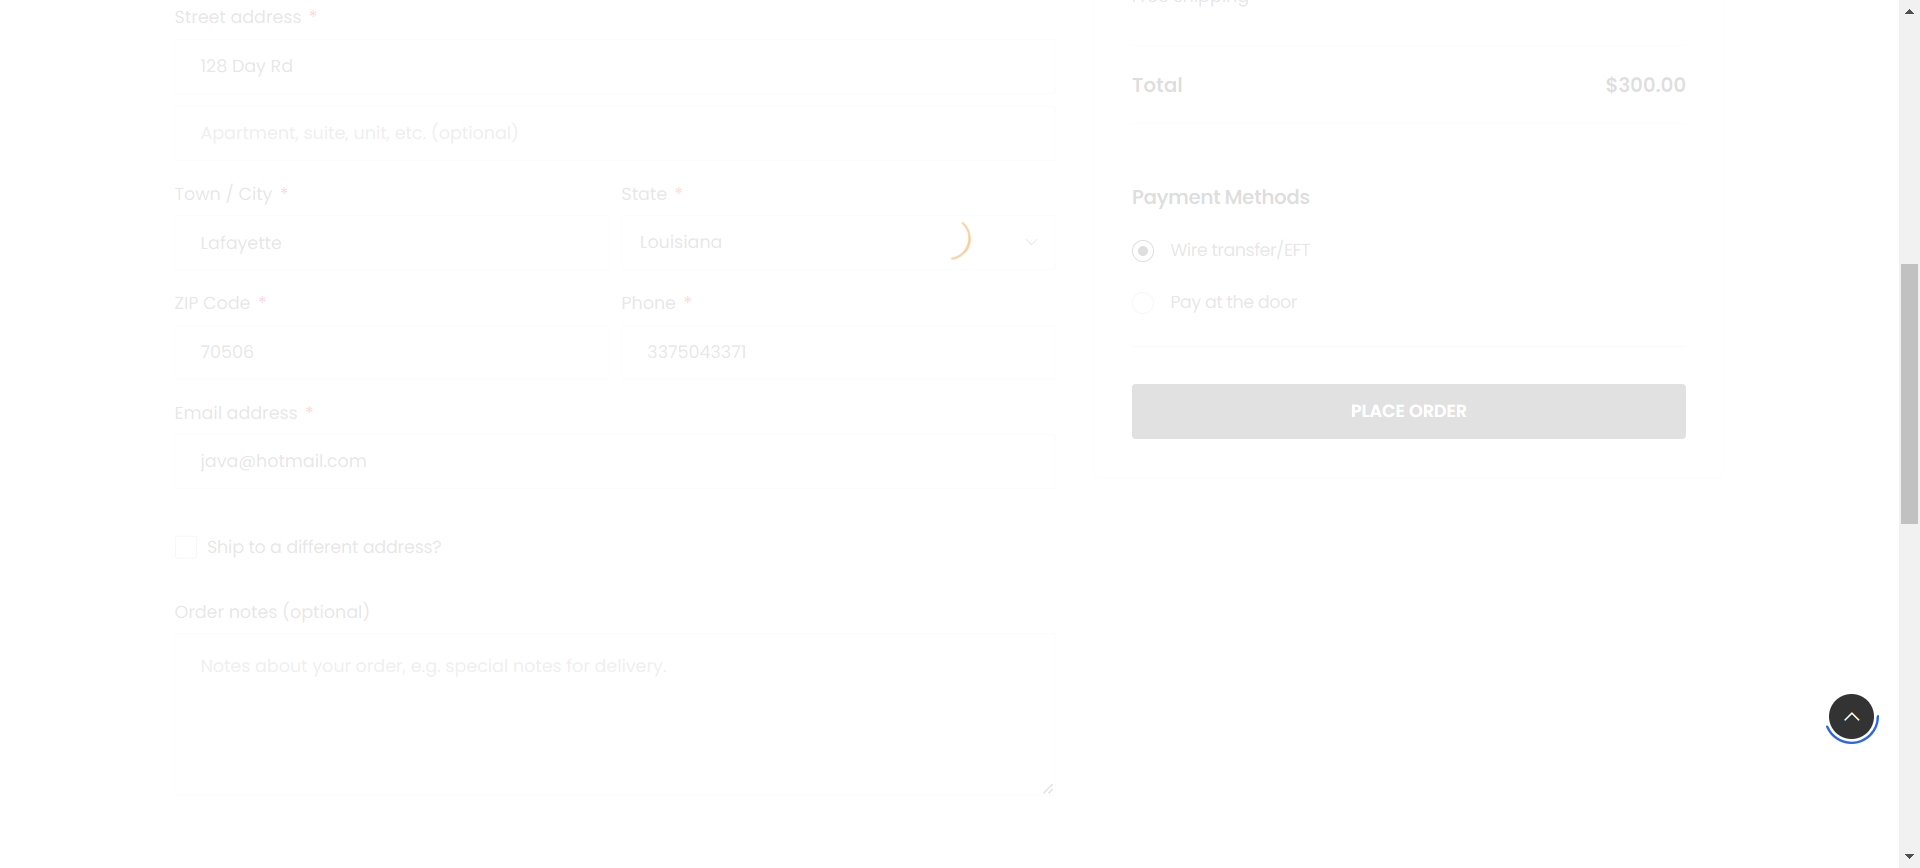 Street address *
128 Day Rd
Apartment, suite, unit, etc. (optional)
Town / City *
State *
Lafayette
Louisiana
ZIP Code *
Phone *
70506
3375043371
Email address *
java@hotmail.com
Ship to a different address?
Order notes (optional)
Notes about your order, e.g. special notes for delivery.
Free shipping
Total
$300.00
Payment Methods
Wire transfer/EFT
Pay at the door
PLACE ORDER